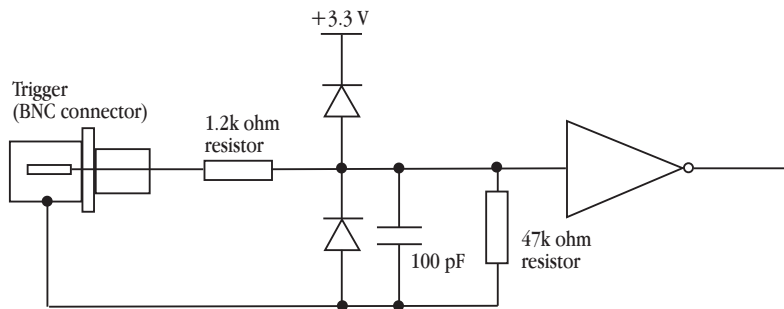 +3.3 V
Trigger
(BNC connector)
1.2k ohm
resistor
100 pF
47k ohm
resistor